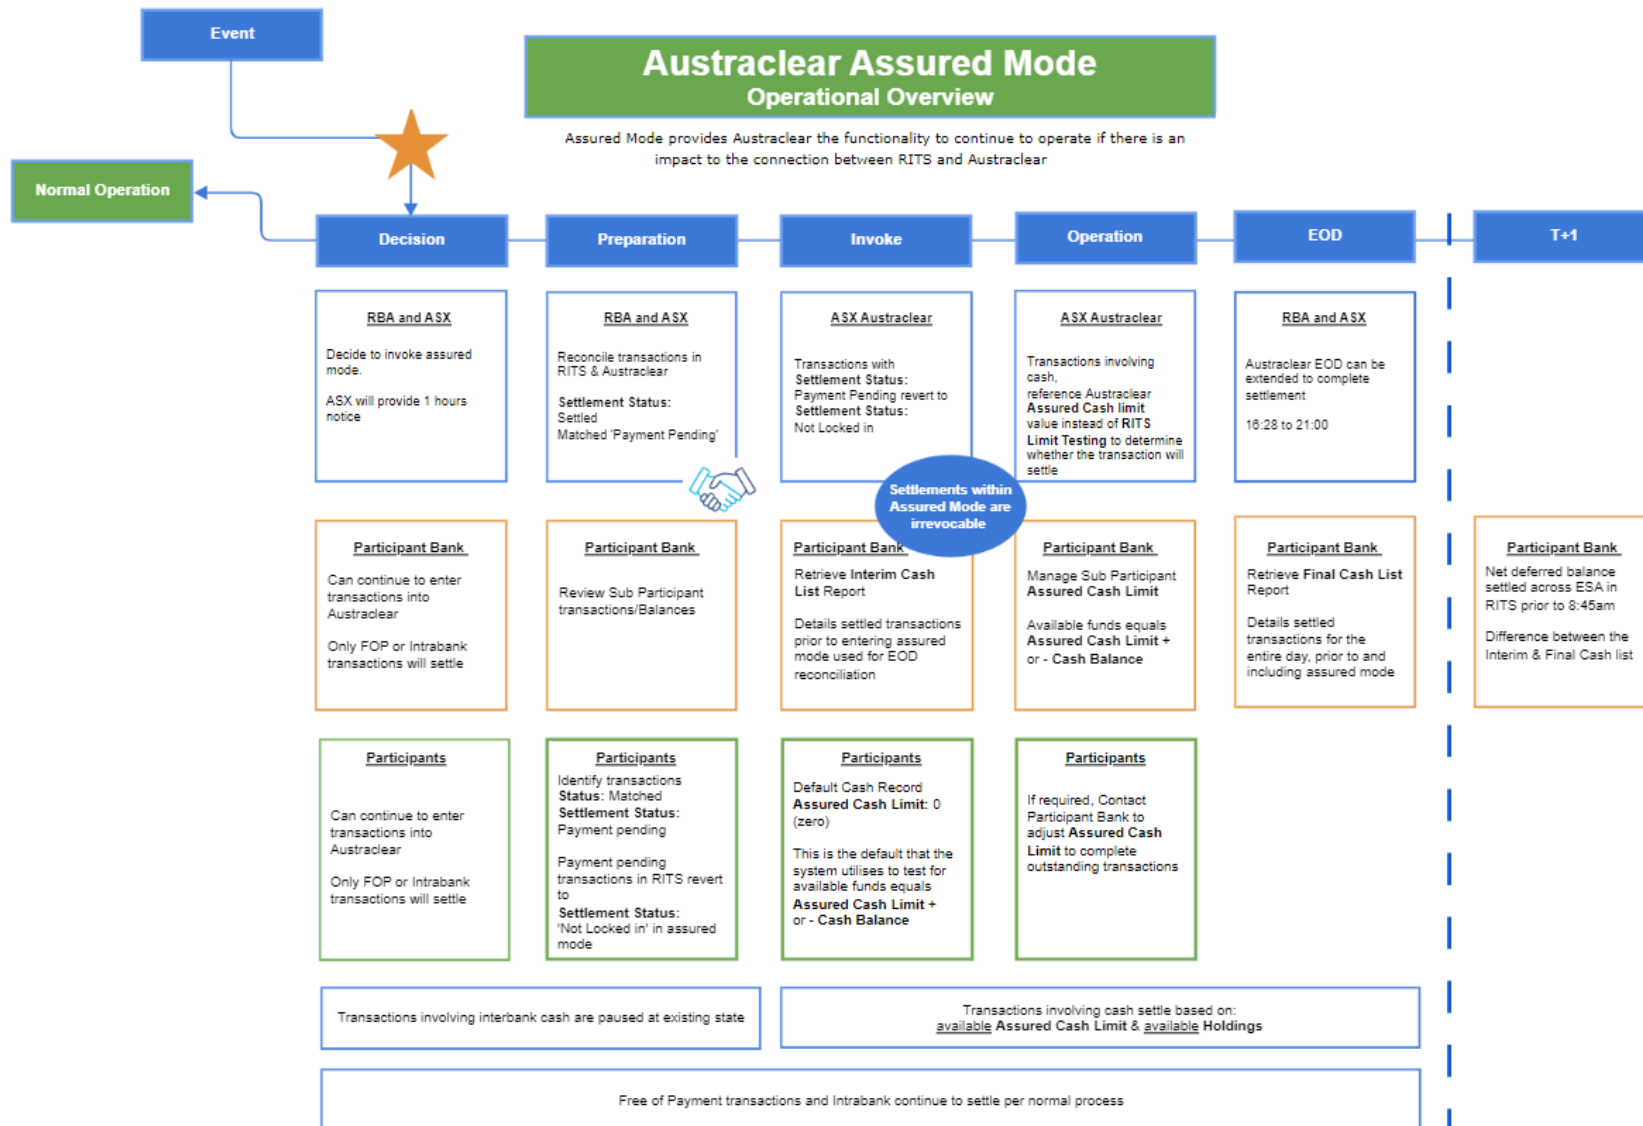 Event
Austraclear Assured Mode
Operational Overview
Assured Mode provides Austraclear the functionality to continue to operate if there is an
impact to the connection between RITS and Austraclear
Normal Operation
Decision
Preparation
Invoke
Operation
EOD
T+1
RBA and ASX
Decide to invoke assured
mode.
ASX will provide 1 hours
notice
RBA and ASX
Reconcile transactions in
RITS & Austraclear
Settlement Status:
Settled
Matched 'Payment Pending'
ASX Austraclear
Transactions with
Settlement Status:
Payment Pending revert to
Settlement Status:
Not Locked in
ASX Austraclear
Transactions involving
cash,
reference Austraclear
Assured Cash limit
value instead of RITS
Limit Testing to determine
whether the transaction will
settle
RBA and ASX
Austraclear EOD can be
extended to complete
settlement
16:28 to 21:00
Settlements within
Assured Mode are
irrevocable
Participant Bank
Can continue to enter
transactions into
Austraclear
Only FOP or Intrabank
transactions will settle
Participant Bank
Review Sub Participant
transactions/Balances
Participant Bank
Retrieve Interim Cash
List Report
Details settled transactions
prior to entering assured
mode used for EOD
reconciliation
Participant Bank
Manage Sub Participant
Assured Cash Limit
Available funds equals
Assured Cash Limit +
or - Cash Balance
Participant Bank
Retrieve Final Cash List
Report
Details settled
transactions for the
entire day, prior to and
including assured mode
Participant Bank
Net deferred balance
settled across ESA in
RITS prior to 8:45am
Difference between the
Interim & Final Cash list
Participants
Can continue to enter
transactions into
Austraclear
Only FOP or Intrabank
transactions will settle
Participants
Identify transactions
Status: Matched
Settlement Status:
Payment pending
Payment pending
transactions in RITS revert
to
Settlement Status:
'Not Locked in' in assured
mode
Participants
Default Cash Record
Assured Cash Limit: 0
(zero)
This is the default that the
system utilises to test for
available funds equals
Assured Cash Limit +
or - Cash Balance
Participants
If required, Contact
Participant Bank to
adjust Assured Cash
Limit to complete
outstanding transactions
Transactions involving interbank cash are paused at existing state
Transactions involving cash settle based on:
available Assured Cash Limit & available Holdings
Free of Payment transactions and Intrabank continue to settle per normal process